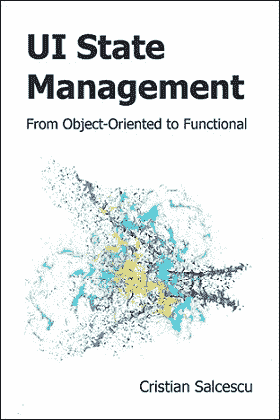 UI State
Management
From Object-Oriented to Functional
Cristian Salcescu